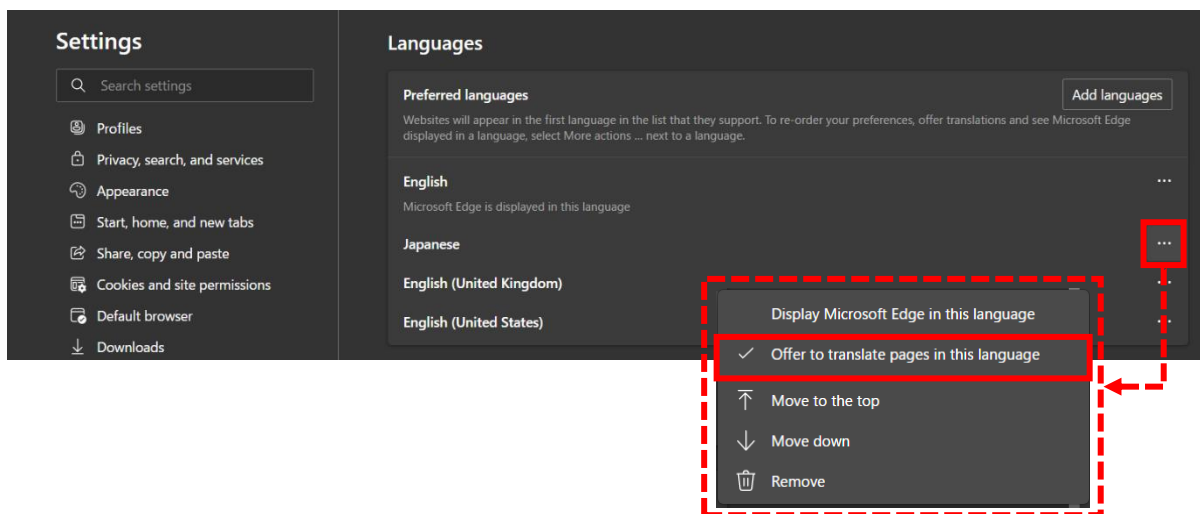 Settings
Search settings
Profiles
Privacy, search, and services
Appearance
Start, home, and new tabs
Share, copy and paste
Cookies and site permissions
Default browser
Downloads
Languages
Preferred languages
Add languages
Websites will appear in the first language in the list that they support. To re-order your preferences, offer translations and see Microsoft Edge
displayed in a language, select More actions ... next to a language.
English
Microsoft Edge is displayed in this language
Japanese
English (United Kingdom)
English (United States)
Display Microsoft Edge in this language
Offer to translate pages in this language
Move to the top
Move down
Remove